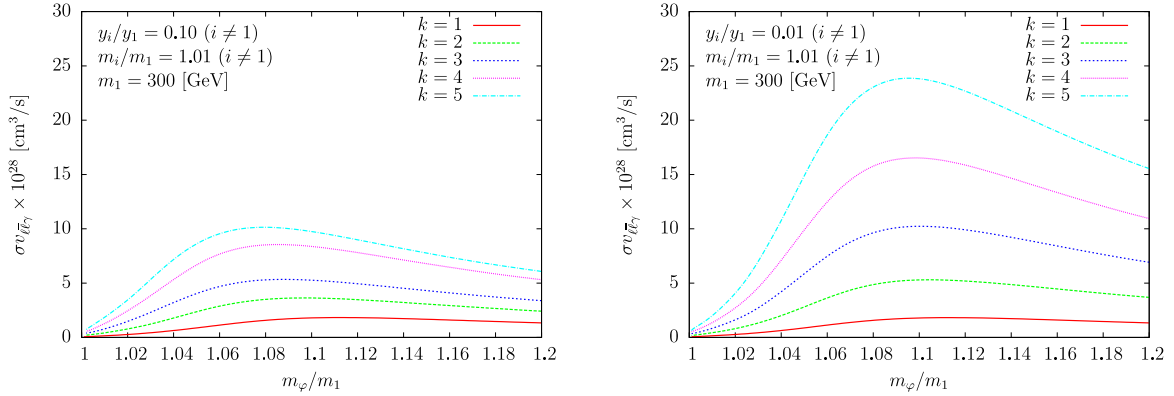 y_i/y_1 = 0.10 (i ≠ 1)
m_i/m_1 = 1.01 (i ≠ 1)
m_1 = 300 [GeV]
k = 1
k = 2
k = 3
k = 4
k = 5
30
25
20
15
10
5
0
σv_{ℓℓ̄γ} × 10^{28} [cm^3/s]
1 1.02 1.04 1.06 1.08 1.1 1.12 1.14 1.16 1.18 1.2
m_φ/m_1
y_i/y_1 = 0.01 (i ≠ 1)
m_i/m_1 = 1.01 (i ≠ 1)
m_1 = 300 [GeV]
k = 1
k = 2
k = 3
k = 4
k = 5
30
25
20
15
10
5
0
σv_{ℓℓ̄γ} × 10^{28} [cm^3/s]
1 1.02 1.04 1.06 1.08 1.1 1.12 1.14 1.16 1.18 1.2
m_φ/m_1